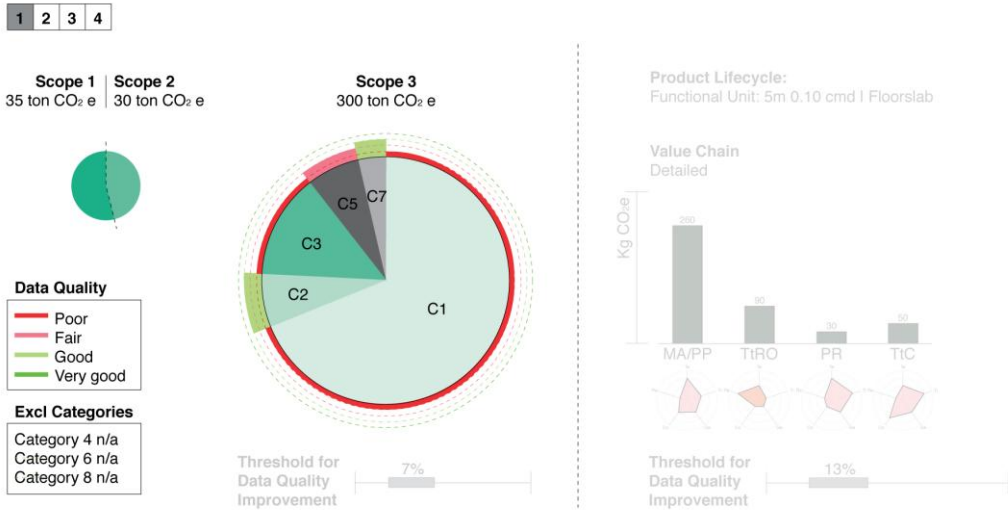 1 2 3 4
Scope 1
35 ton CO₂ e
Scope 2
30 ton CO₂ e
Scope 3
300 ton CO₂ e
C1
C2
C3
C5
C7
Data Quality
Poor
Fair
Good
Very good
Excl Categories
Category 4 n/a
Category 6 n/a
Category 8 n/a
Threshold for
Data Quality
Improvement
7%
Product Lifecycle:
Functional Unit: 5m 0.10 cmd I Floorslab
Value Chain
Detailed
Kg CO₂e
260
90
30
50
MA/PP TtRO PR TtC
Threshold for
Data Quality
Improvement
13%